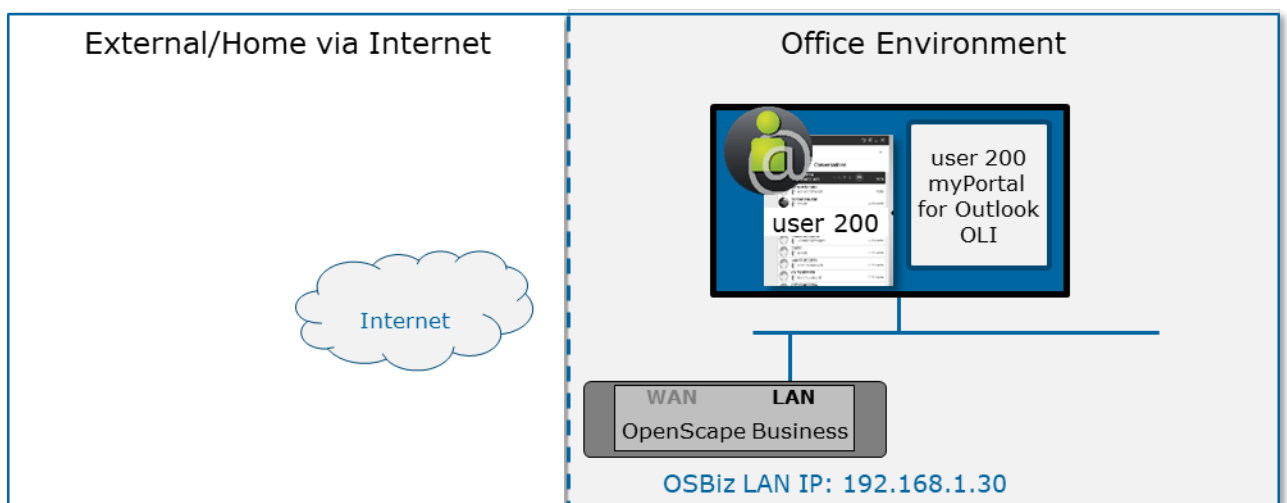 External/Home via Internet
Office Environment
Conversations
user 200
user 200
myPortal
for Outlook
OLI
Internet
WAN LAN
OpenScape Business
OSBiz LAN IP: 192.168.1.30